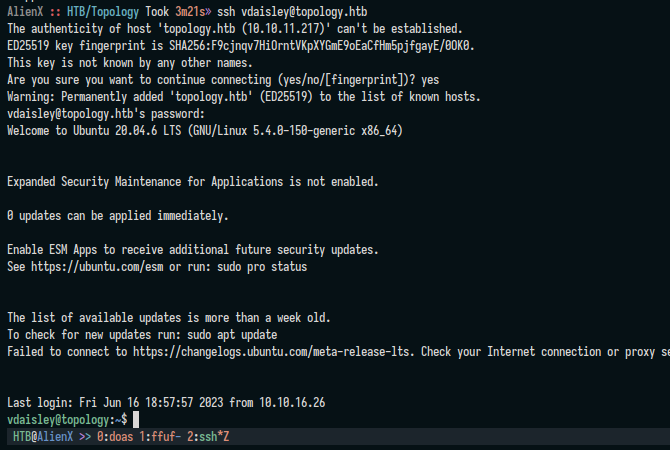 AlienX :: HTB/Topology Took 3m21s» ssh vdaisley@topology.htb
The authenticity of host 'topology.htb (10.10.11.217)' can't be established.
ED25519 key fingerprint is SHA256:F9cjnqv7HiOrntVKpXYGmE9oEaCfHm5pjfgayE/0OK0.
This key is not known by any other names.
Are you sure you want to continue connecting (yes/no/[fingerprint])? yes
Warning: Permanently added 'topology.htb' (ED25519) to the list of known hosts.
vdaisley@topology.htb's password:
Welcome to Ubuntu 20.04.6 LTS (GNU/Linux 5.4.0-150-generic x86_64)
Expanded Security Maintenance for Applications is not enabled.
0 updates can be applied immediately.
Enable ESM Apps to receive additional future security updates.
See https://ubuntu.com/esm or run: sudo pro status
The list of available updates is more than a week old.
To check for new updates run: sudo apt update
Failed to connect to https://changelogs.ubuntu.com/meta-release-lts. Check your Internet connection or proxy se
Last login: Fri Jun 16 18:57:57 2023 from 10.10.16.26
vdaisley@topology:~$
HTB@AlienX >> 0:doas 1:ffuf- 2:ssh*Z